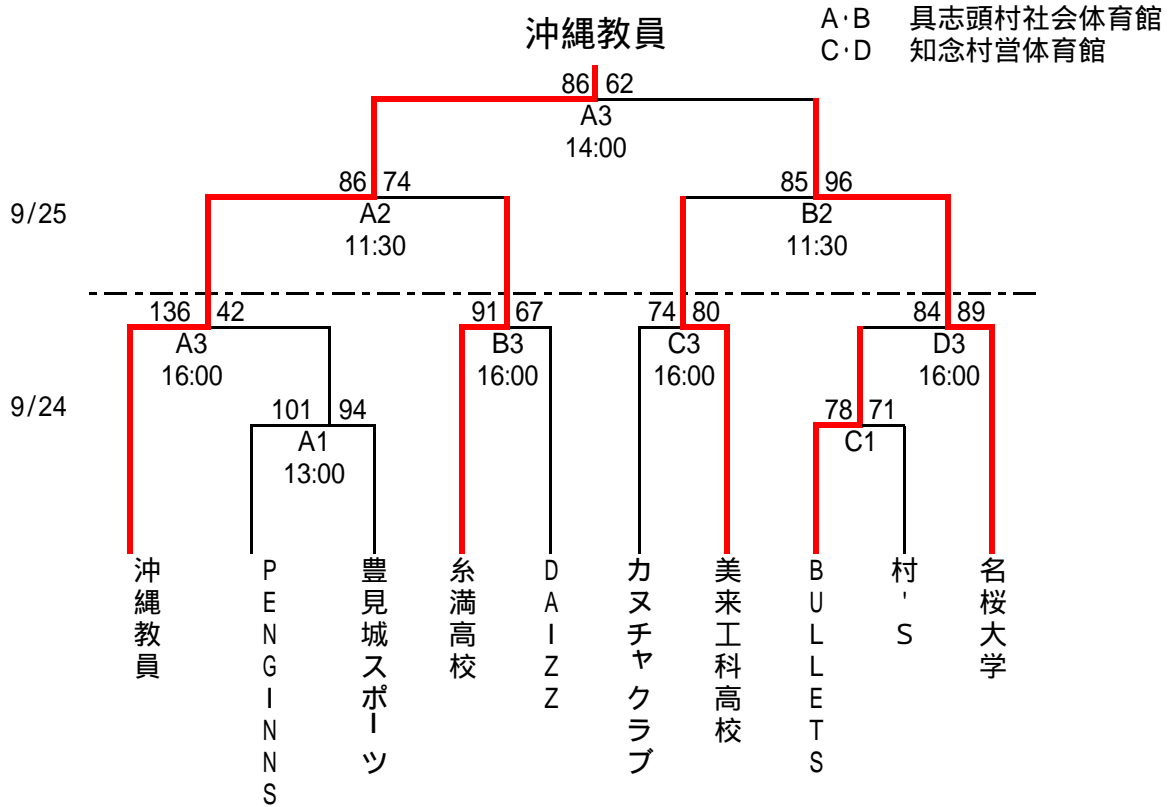 沖縄教員
A・B 具志頭村社会体育館
C・D 知念村営体育館
86 62
A3
14:00
86 74
85 96
9/25
A2
B2
11:30
11:30
136 42
91 67
74 80
84 89
A3
B3
C3
D3
16:00
16:00
16:00
16:00
9/24
101 94
78 71
A1
C1
13:00
沖縄教員
PENGINNS
豊見城スポーツ
糸満高校
DAIZZ
カヌチャクラブ
美来工科高校
BULLETS
村'S
名桜大学